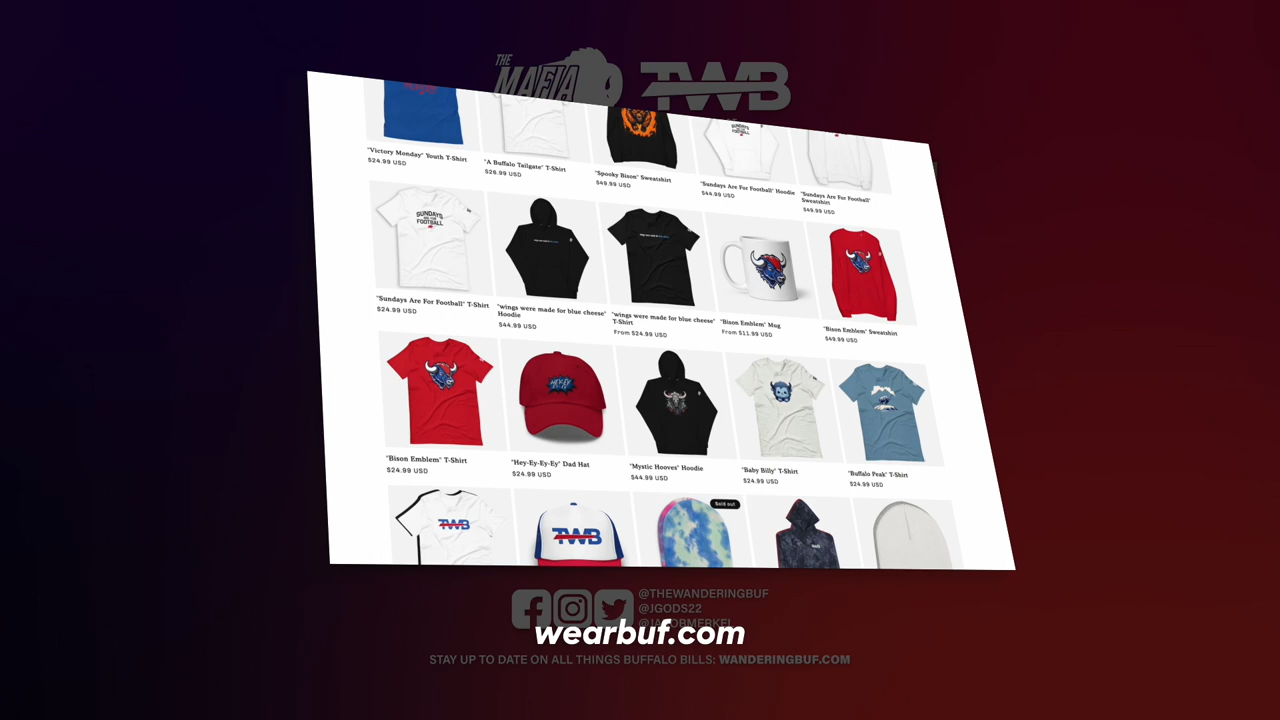 THE
MAFIA
TWB
"Victory Monday" Youth T-Shirt
$24.99 USD
"A Buffalo Tailgate" T-Shirt
$26.99 USD
"Spooky Bison" Sweatshirt
$49.99 USD
SUNDAYS
ARE FOR
FOOTBALL
"Sundays Are For Football" Hoodie
$44.99 USD
"Sundays Are For Football"
Sweatshirt
$49.99 USD
SUNDAYS
ARE FOR
FOOTBALL
"Sundays Are For Football" T-Shirt
$24.99 USD
"wings were made for blue cheese"
Hoodie
$44.99 USD
"wings were made for blue cheese"
T-Shirt
From $24.99 USD
"Bison Emblem" Mug
From $11.99 USD
"Bison Emblem" Sweatshirt
$49.99 USD
"Bison Emblem" T-Shirt
$24.99 USD
"Hey-Ey-Ey-Ey" Dad Hat
$24.99 USD
"Mystic Hooves" Hoodie
$44.99 USD
"Baby Billy" T-Shirt
$24.99 USD
"Buffalo Peak" T-Shirt
$24.99 USD
TWB
TWB
Sold out
@THEWANDERINGBUF
@JGODS22
@JACORMERKEL
wearbuf.com
STAY UP TO DATE ON ALL THINGS BUFFALO BILLS: WANDERINGBUF.COM